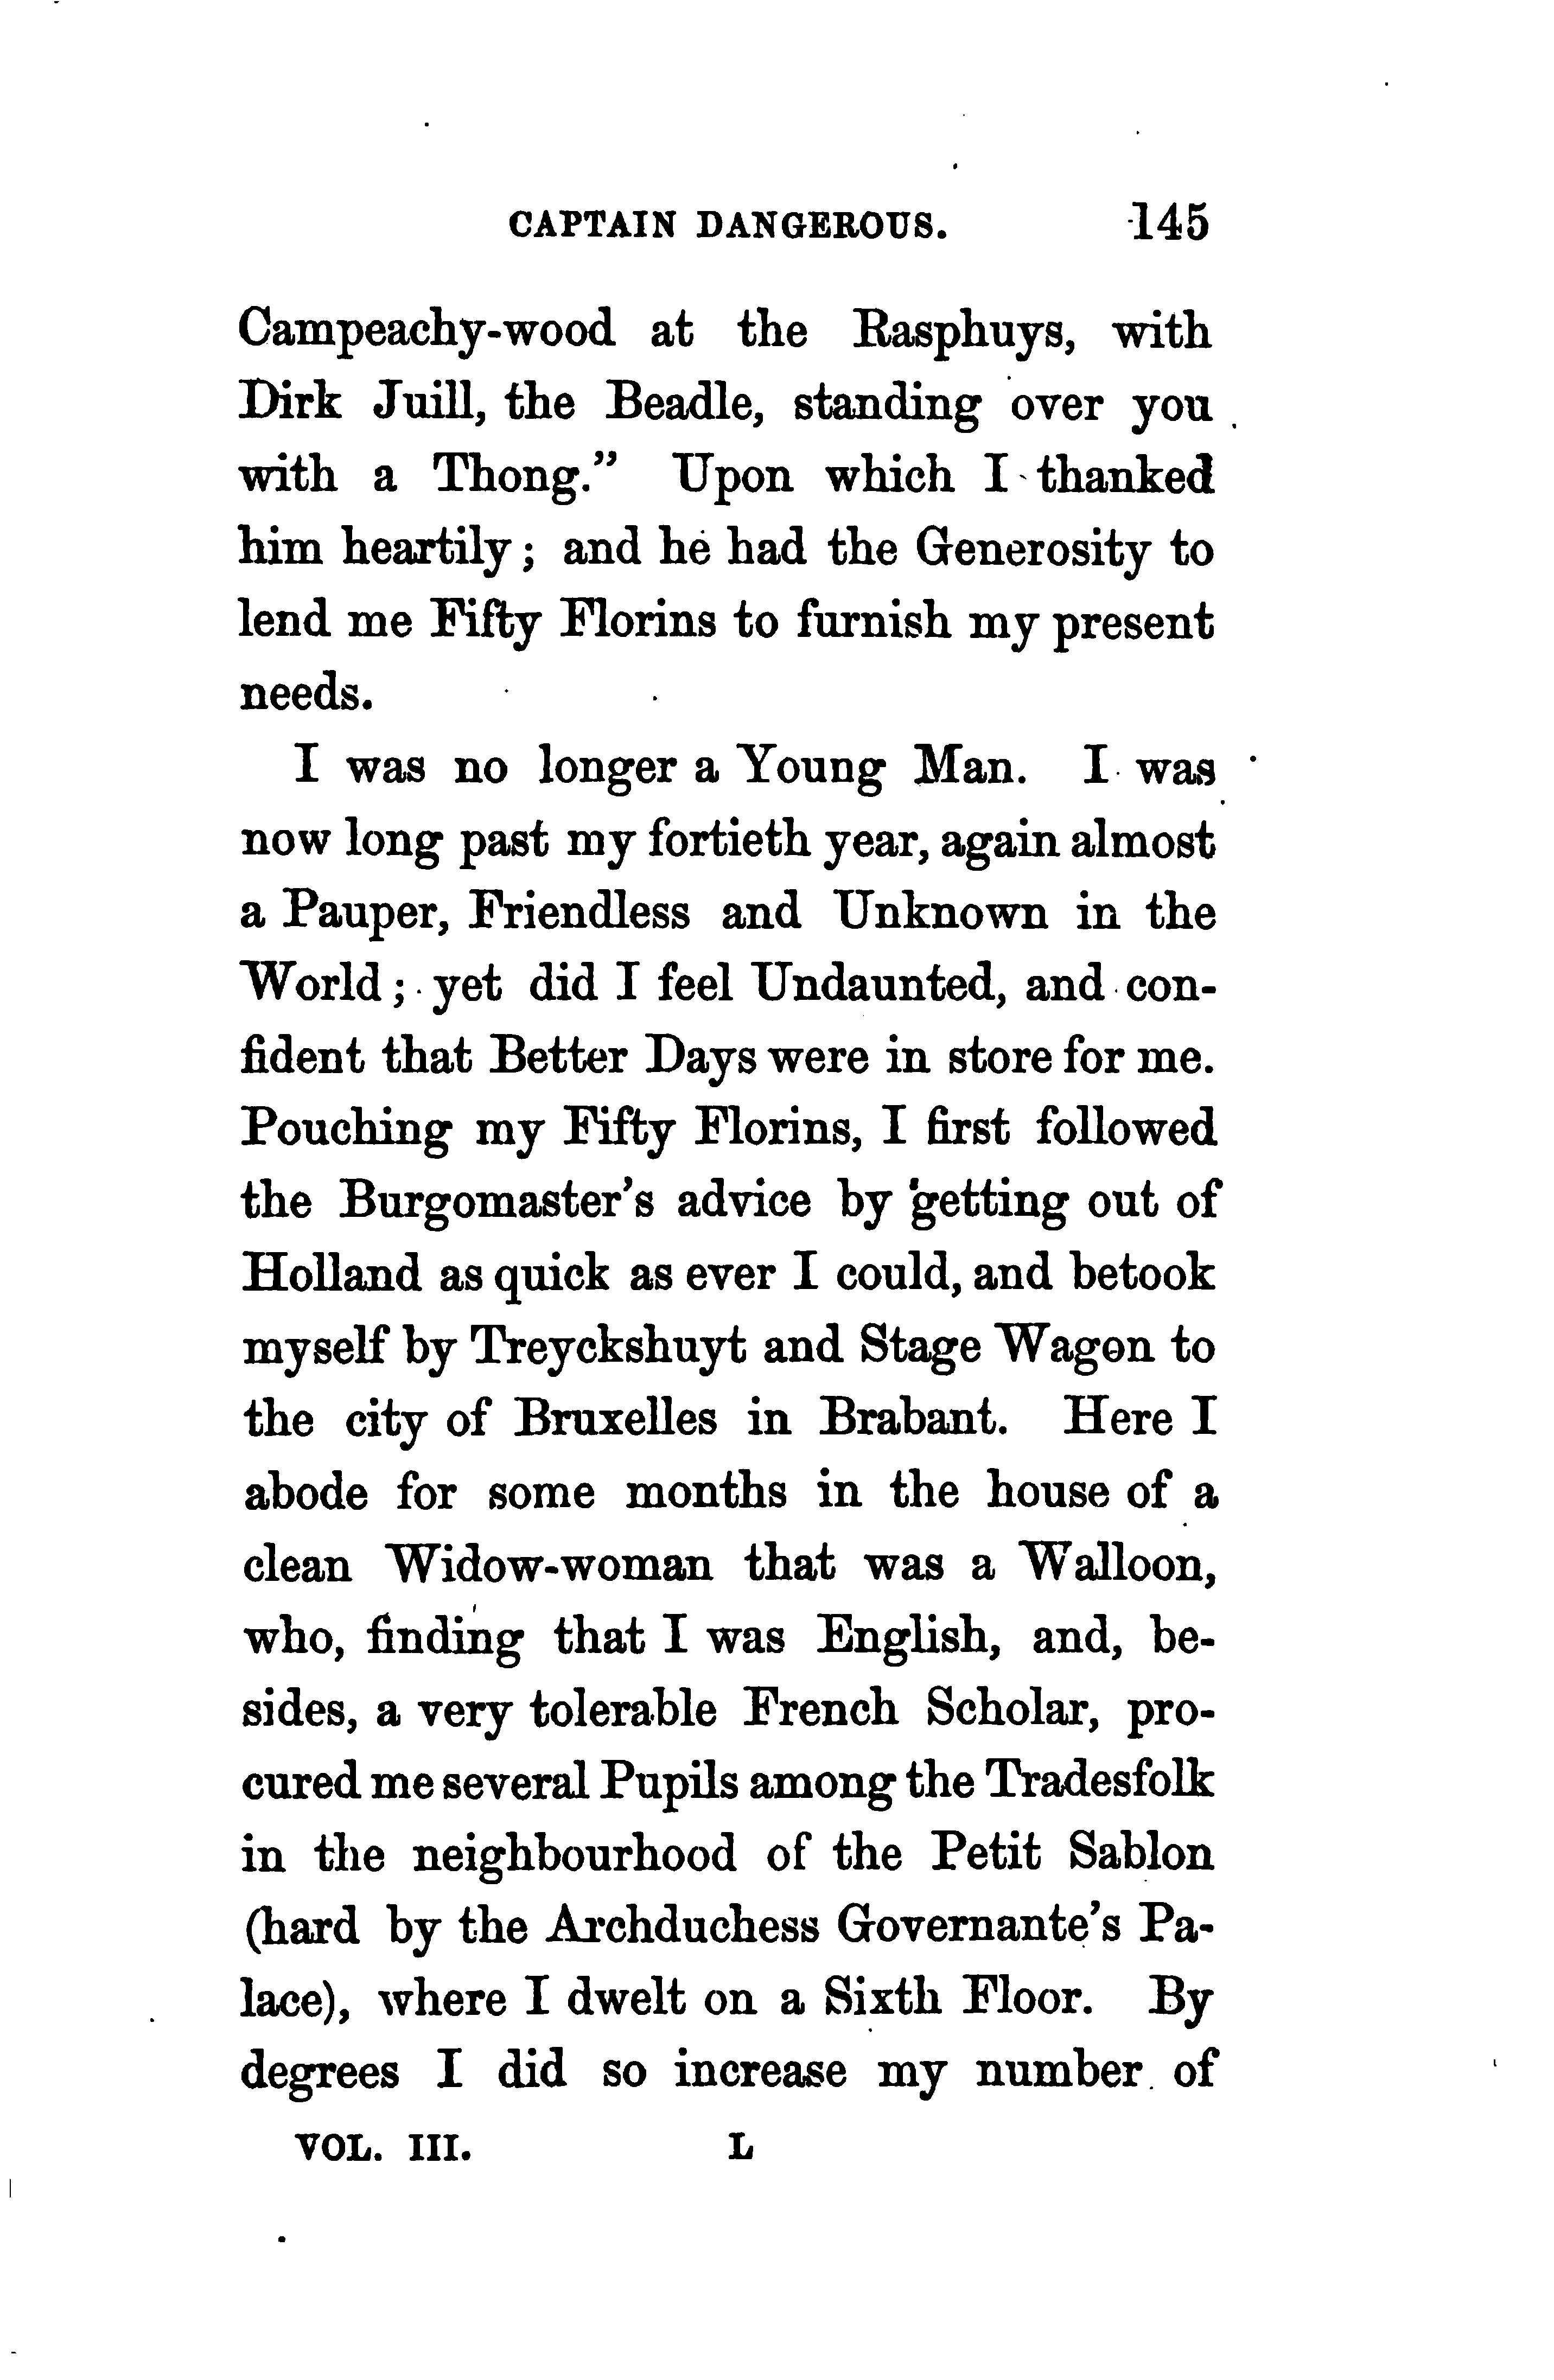 CAPTAIN DANGEROUS. 145
Campeachy-wood at the Rasphuys, with
Dirk Juill, the Beadle, standing over you
with a Thong.” Upon which I thanked
him heartily; and he had the Generosity to
lend me Fifty Florins to furnish my present
needs.
I was no longer a Young Man. I was
now long past my fortieth year, again almost
a Pauper, Friendless and Unknown in the
World; yet did I feel Undaunted, and con-
fident that Better Days were in store for me.
Pouching my Fifty Florins, I first followed
the Burgomaster’s advice by getting out of
Holland as quick as ever I could, and betook
myself by Treyckshuyt and Stage Wagon to
the city of Bruxelles in Brabant. Here I
abode for some months in the house of a
clean Widow-woman that was a Walloon,
who, finding that I was English, and, be-
sides, a very tolerable French Scholar, pro-
cured me several Pupils among the Tradesfolk
in the neighbourhood of the Petit Sablon
(hard by the Archduchess Governante’s Pa-
lace), where I dwelt on a Sixth Floor. By
degrees I did so increase my number of
VOL. III. L